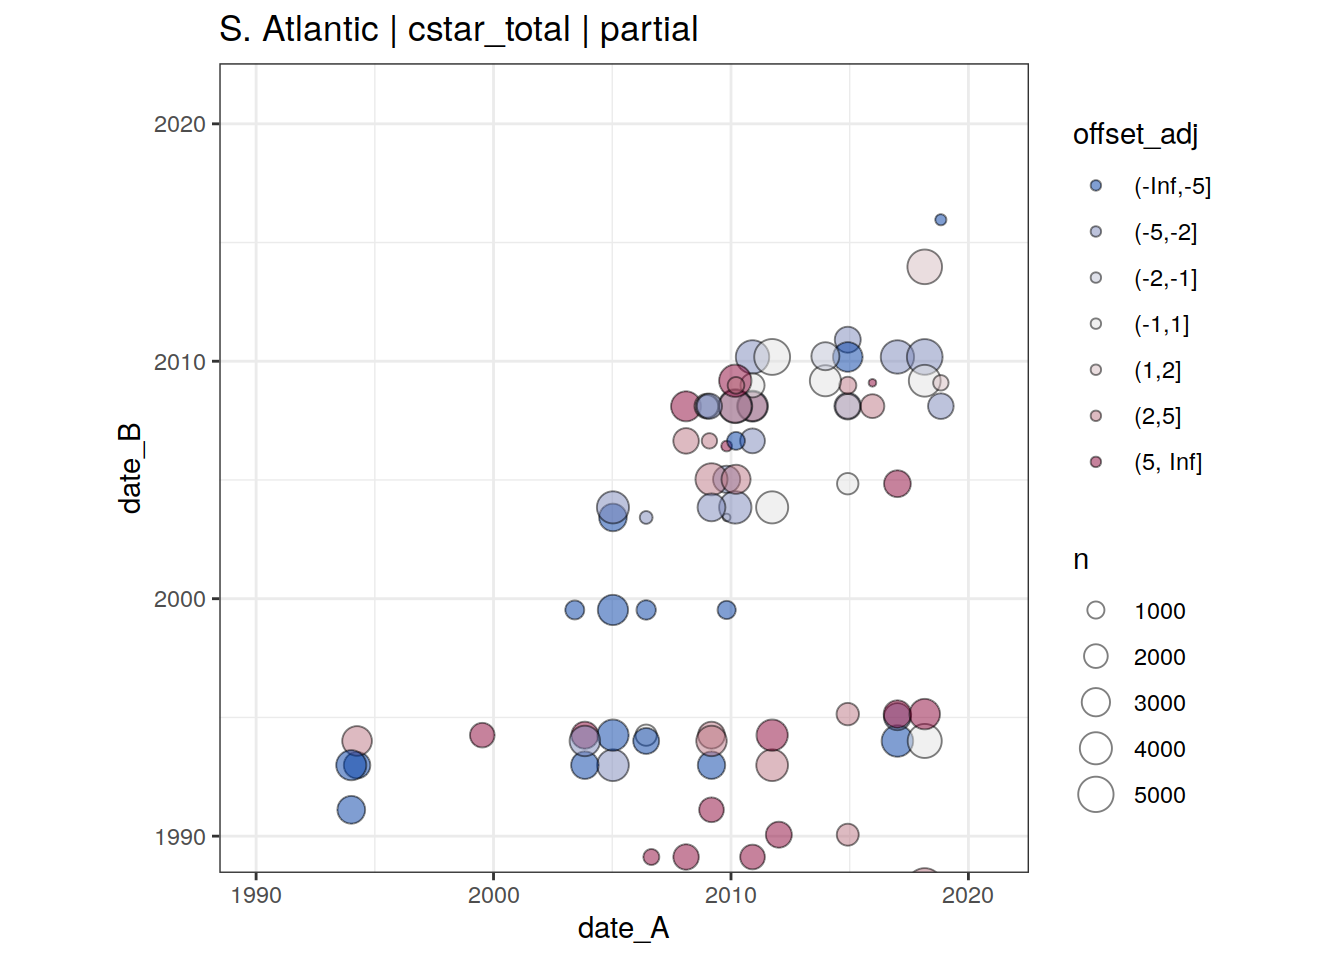 S. Atlantic | cstar_total | partial
2020
2010
2000
1990
date_B
1990
2000
2010
2020
date_A
offset_adj
(-Inf,-5]
(-5,-2]
(-2,-1]
(-1,1]
(1,2]
(2,5]
(5, Inf]
n
1000
2000
3000
4000
5000